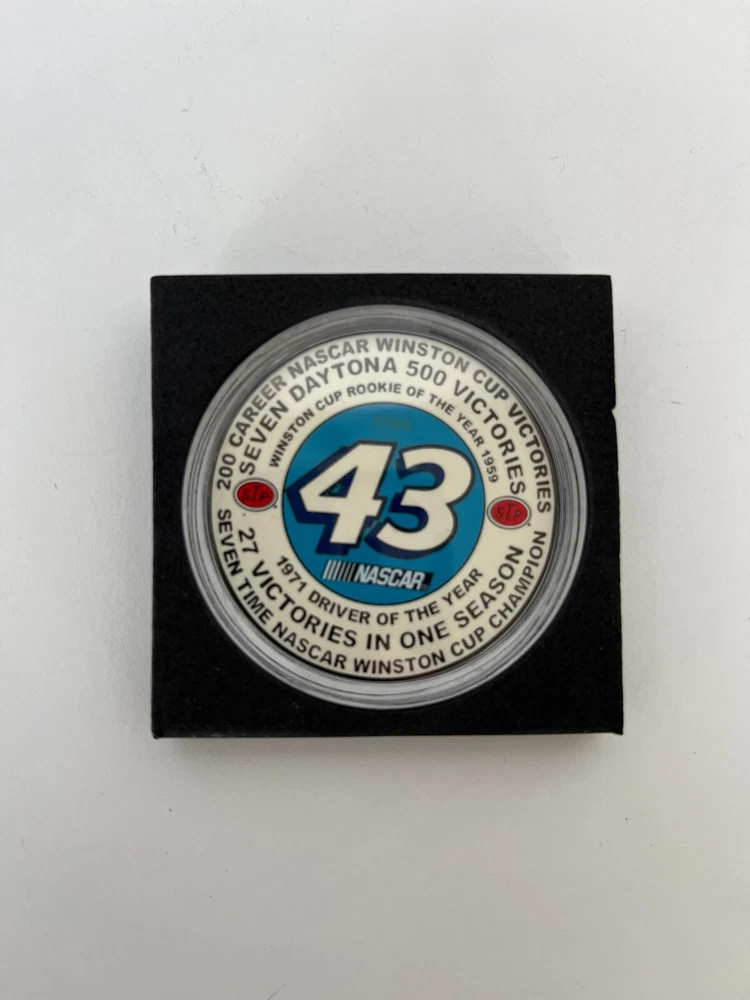 200 CAREER NASCAR WINSTON CUP VICTORIES
SEVEN DAYTONA 500 VICTORIES
WINSTON CUP ROOKIE OF THE YEAR 1959
43
NASCAR
STP
STP
1971 DRIVER OF THE YEAR
27 VICTORIES IN ONE SEASON
SEVEN TIME NASCAR WINSTON CUP CHAMPION